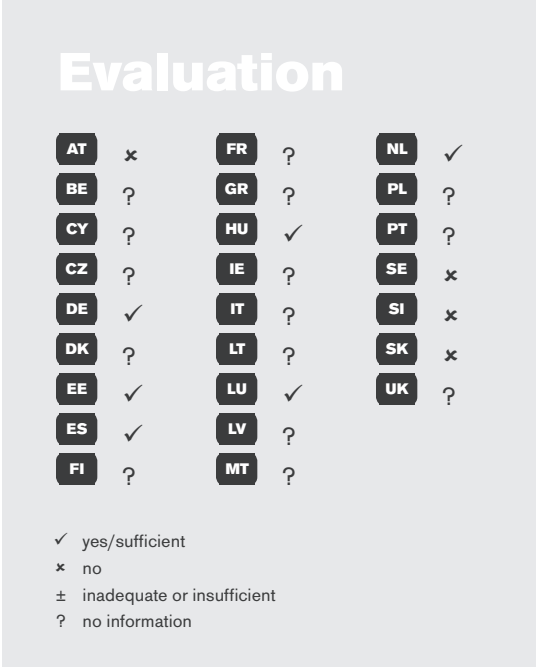 Evaluation
AT ✘
BE ?
CY ?
CZ ?
DE ✓
DK ?
EE ✓
ES ✓
FI ?
FR ?
GR ?
HU ✓
IE ?
IT ?
LT ?
LU ✓
LV ?
MT ?
NL ✓
PL ?
PT ?
SE ✘
SI ✘
SK ✘
UK ?
✓ yes/sufficient
✘ no
± inadequate or insufficient
? no information